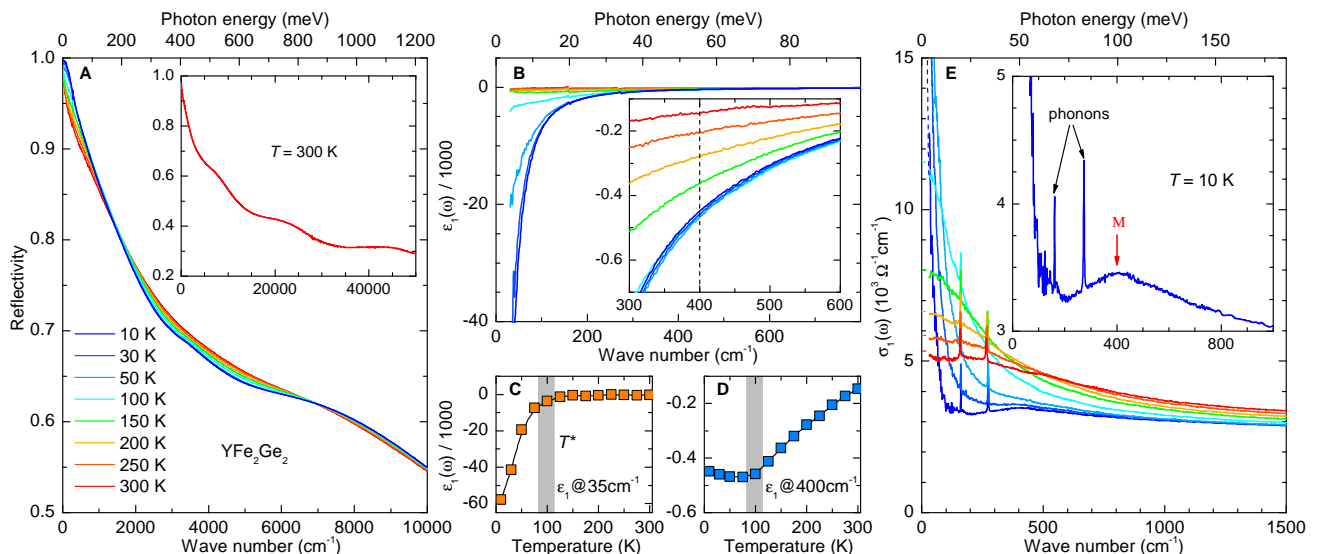 Photon energy (meV)
0 200 400 600 800 1000 1200
A
1.0
0.9
0.8
0.7
0.6
0.5
Reflectivity
1.0
0.8
0.6
0.4
0.2
T = 300 K
0 20000 40000
10 K
30 K
50 K
100 K
150 K
200 K
250 K
300 K
YFe2Ge2
0 2000 4000 6000 8000 10000
Wave number (cm-1)
Photon energy (meV)
0 20 40 60 80
B
0
-10
-20
-30
-40
ε1(ω) / 1000
-0.2
-0.4
-0.6
300 400 500 600
0 200 400 600
Wave number (cm-1)
C
0
-20
-40
-60
ε1(ω) / 1000
T*
ε1@35cm-1
0 100 200 300
Temperature (K)
D
-0.2
-0.4
-0.6
ε1@400cm-1
0 100 200 300
Temperature (K)
Photon energy (meV)
0 50 100 150
E
15
10
5
0
σ1(ω) (10³ Ω-1cm-1)
5
4
3
phonons
T = 10 K
M
0 400 800
0 500 1000 1500
Wave number (cm-1)